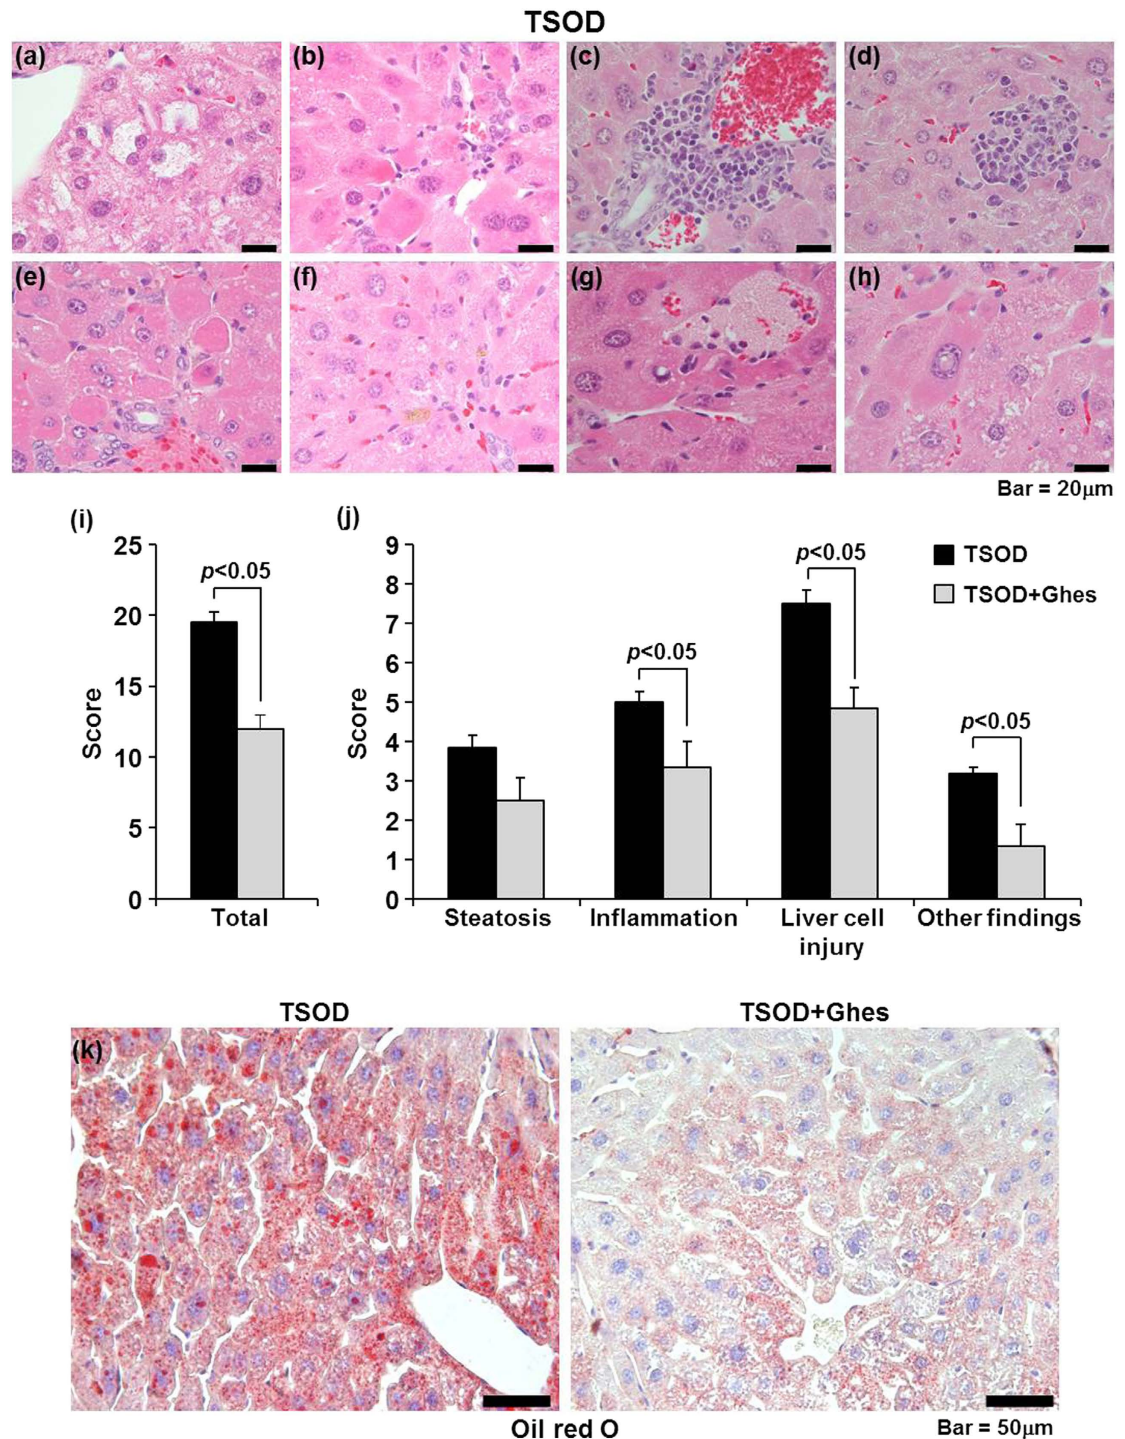 TSOD
(a) (b) (c) (d)
(e) (f) (g) (h)
Bar = 20μm
(i) (j)
25
20
15
10
5
0
Score
p<0.05
Total
9
8
7
6
5
4
3
2
1
0
Score
p<0.05
p<0.05
p<0.05
TSOD
TSOD+Ghes
Steatosis Inflammation Liver cell injury Other findings
TSOD TSOD+Ghes
(k)
Oil red O
Bar = 50μm